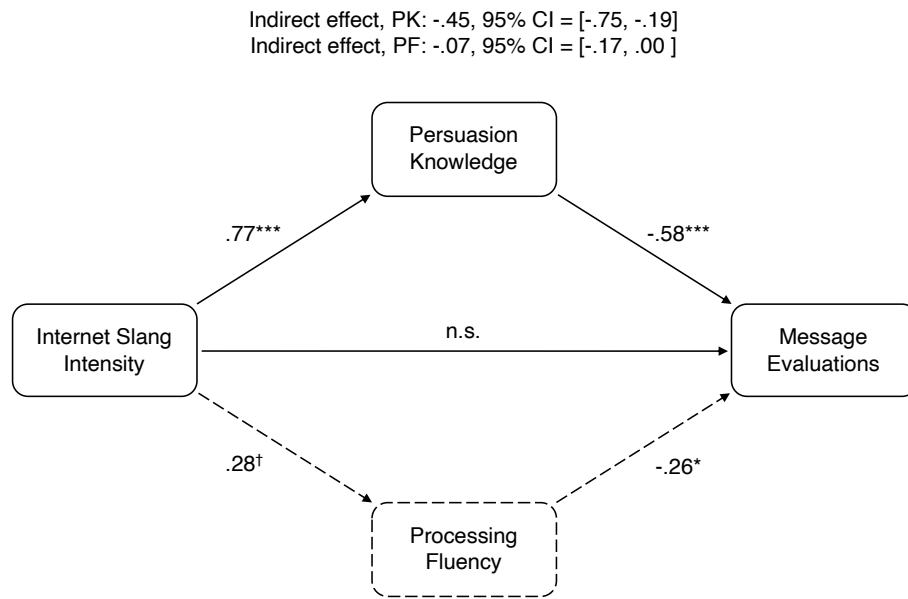 Indirect effect, PK: -.45, 95% CI = [-.75, -.19]
Indirect effect, PF: -.07, 95% CI = [-.17, .00 ]
Persuasion
Knowledge
.77***
-.58***
Internet Slang
Intensity
n.s.
Message
Evaluations
.28†
-.26*
Processing
Fluency